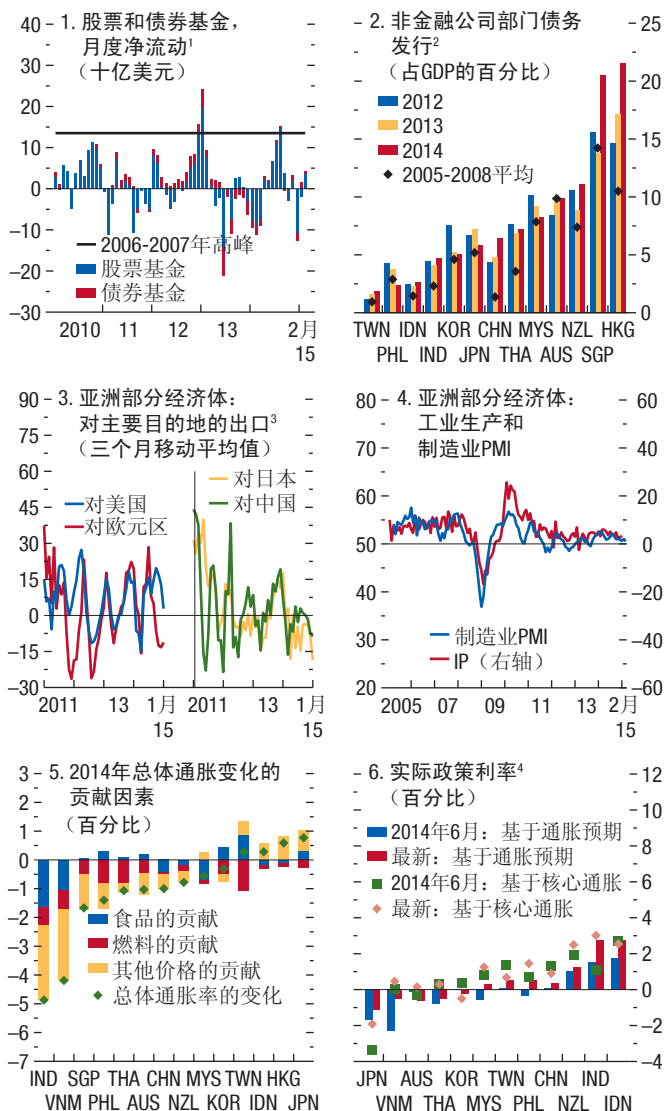 1. 股票和债券基金，
月度净流动¹
（十亿美元）
50
40
30
20
10
0
−10
−20
−30
2006-2007年高峰
股票基金
债券基金
2010 11 12 13 2月
15
2. 非金融公司部门债务
发行²
（占GDP的百分比）
2012
2013
2014
2005-2008平均
25
20
15
10
5
0
TWN IDN KOR CHN MYS NZL HKG
PHL IND JPN THA AUS SGP
3. 亚洲部分经济体：
对主要目的地的出口³
（三个月移动平均值）
90
75
60
45
30
15
0
−15
−30
对美国
对欧元区
对日本
对中国
2011 13 1月 2011 13 1月
15 15
4. 亚洲部分经济体：
工业生产和
制造业PMI
80
70
60
50
40
30
20
60
40
20
0
−20
−40
−60
制造业PMI
IP（右轴）
2005 07 09 11 13 2月
15
5. 2014年总体通胀变化的
贡献因素
（百分比）
3
2
1
0
−1
−2
−3
−4
−5
−6
−7
食品的贡献
燃料的贡献
其他价格的贡献
总体通胀率的变化
IND SGP THA CHN MYS TWN HKG
VNM PHL AUS NZL KOR IDN JPN
6. 实际政策利率⁴
（百分比）
2014年6月：基于通胀预期
最新：基于通胀预期
2014年6月：基于核心通胀
最新：基于核心通胀
12
10
8
6
4
2
0
−2
−4
JPN AUS KOR TWN CHN IND
VNM THA MYS PHL NZL IDN